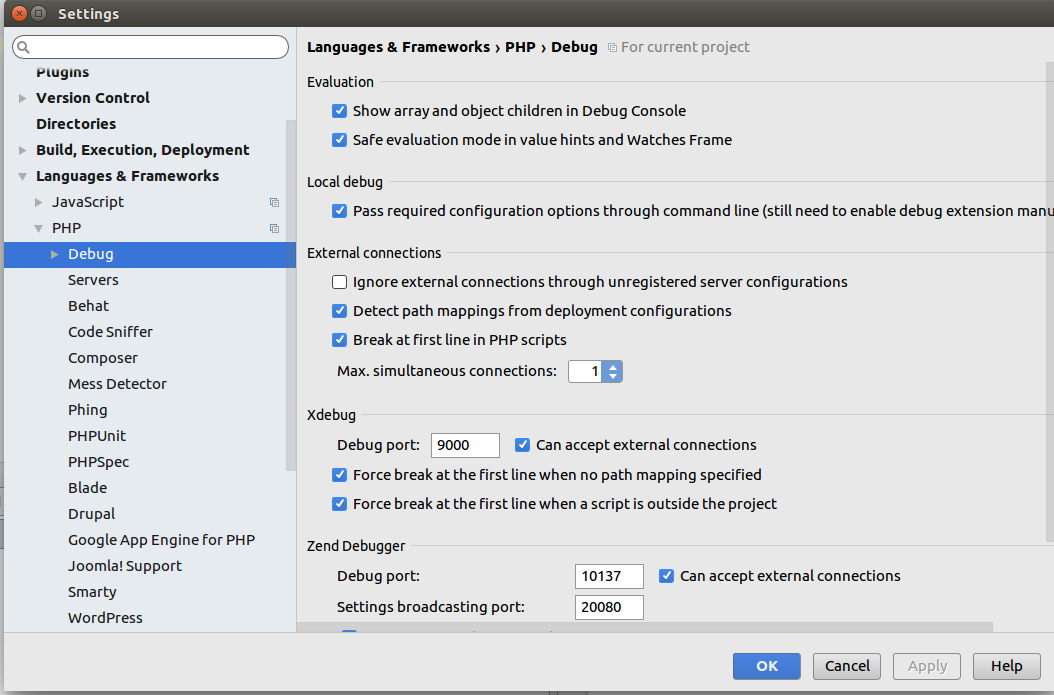 Settings
Plugins
Version Control
Directories
Build, Execution, Deployment
Languages & Frameworks
JavaScript
PHP
Debug
Servers
Behat
Code Sniffer
Composer
Mess Detector
Phing
PHPUnit
PHPSpec
Blade
Drupal
Google App Engine for PHP
Joomla! Support
Smarty
WordPress
Languages & Frameworks › PHP › Debug For current project
Evaluation
Show array and object children in Debug Console
Safe evaluation mode in value hints and Watches Frame
Local debug
Pass required configuration options through command line (still need to enable debug extension manu
External connections
Ignore external connections through unregistered server configurations
Detect path mappings from deployment configurations
Break at first line in PHP scripts
Max. simultaneous connections: 1
Xdebug
Debug port: 9000 Can accept external connections
Force break at the first line when no path mapping specified
Force break at the first line when a script is outside the project
Zend Debugger
Debug port: 10137 Can accept external connections
Settings broadcasting port: 20080
OK Cancel Apply Help